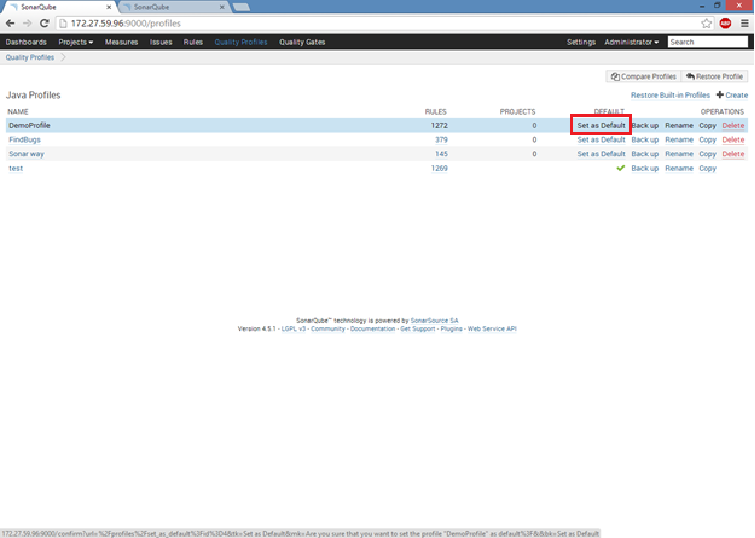 SonarQube SonarQube
172.27.59.96:9000/profiles ABP
Dashboards Projects Measures Issues Rules Quality Profiles Quality Gates Settings Administrator Search
Quality Profiles
Compare Profiles Restore Profile
Java Profiles Restore Built-in Profiles Create
NAME RULES PROJECTS DEFAULT OPERATIONS
DemoProfile 1272 0 Set as Default Back up Rename Copy Delete
FindBugs 379 0 Set as Default Back up Rename Copy Delete
Sonar way 345 0 Set as Default Back up Rename Copy Delete
test 1269 Back up Rename Copy
SonarQube™ technology is powered by SonarSource SA
Version 4.5.1 - LGPL v3 - Community - Documentation - Get Support - Plugins - Web Service API
172.27.59.96:9000/confirm?url=%2Fprofiles%2Fset_as_default%3Fid%3D4&tk=Set as Default&mk=Are you sure that you want to set the profile "DemoProfile" as default%3F&bk=Set as Default